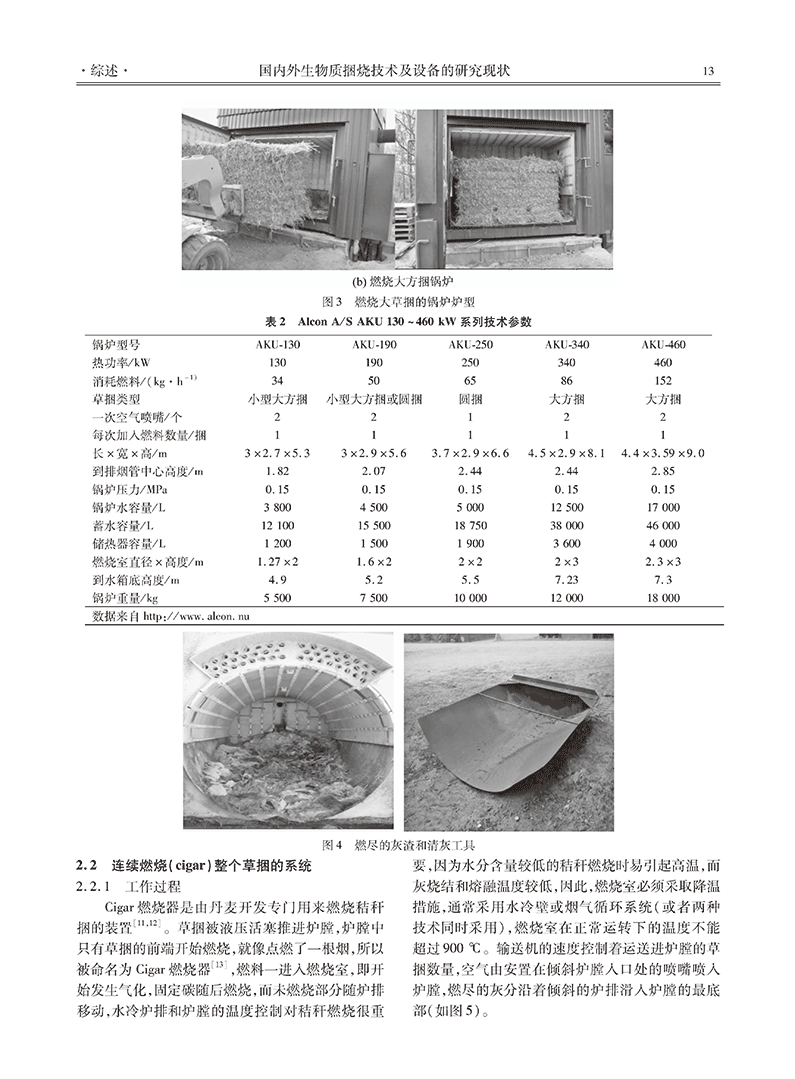 ·综述·
国内外生物质捆烧技术及设备的研究现状
13
(b) 燃烧大方捆锅炉
图 3 燃烧大草捆的锅炉炉型
表 2 Alcon A/S AKU 130 ~ 460 kW 系列技术参数
锅炉型号 AKU-130 AKU-190 AKU-250 AKU-340 AKU-460
热功率/kW 130 190 250 340 460
消耗燃料/(kg·h⁻¹) 34 50 65 86 152
草捆类型 小型大方捆 小型大方捆或圆捆 圆捆 大方捆 大方捆
一次空气喷嘴/个 2 2 1 2 2
每次加入燃料数量/捆 1 1 1 1 1
长×宽×高/m 3×2.7×5.3 3×2.9×5.6 3.7×2.9×6.6 4.5×2.9×8.1 4.4×3.59×9.0
到排烟管中心高度/m 1.82 2.07 2.44 2.44 2.85
锅炉压力/MPa 0.15 0.15 0.15 0.15 0.15
锅炉水容量/L 3 800 4 500 5 000 12 500 17 000
蓄水容量/L 12 100 15 500 18 750 38 000 46 000
储热器容量/L 1 200 1 500 1 900 3 600 4 000
燃烧室直径×高度/m 1.27×2 1.6×2 2×2 2×3 2.3×3
到水箱底高度/m 4.9 5.2 5.5 7.23 7.3
锅炉重量/kg 5 500 7 500 10 000 12 000 18 000
数据来自 http://www.alcon.nu
图 4 燃尽的灰渣和清灰工具
2.2 连续燃烧(cigar)整个草捆的系统
2.2.1 工作过程
Cigar 燃烧器是由丹麦开发专门用来燃烧秸秆
捆的装置[11,12]。草捆被液压活塞推进炉膛,炉膛中
只有草捆的前端开始燃烧,就像点燃了一根烟,所以
被命名为 Cigar 燃烧器[13],燃料一进入燃烧室,即开
始发生气化,固定碳随后燃烧,而未燃烧部分随炉排
移动,水冷炉排和炉膛的温度控制对秸秆燃烧很重
要,因为水分含量较低的秸秆燃烧时易引起高温,而
灰烧结和熔融温度较低,因此,燃烧室必须采取降温
措施,通常采用水冷壁或烟气循环系统(或者两种
技术同时采用),燃烧室在正常运转下的温度不能
超过 900 ℃。输送机的速度控制着运送进炉膛的草
捆数量,空气由安置在倾斜炉膛入口处的喷嘴喷入
炉膛,燃尽的灰分沿着倾斜的炉排滑入炉膛的最底
部(如图 5)。